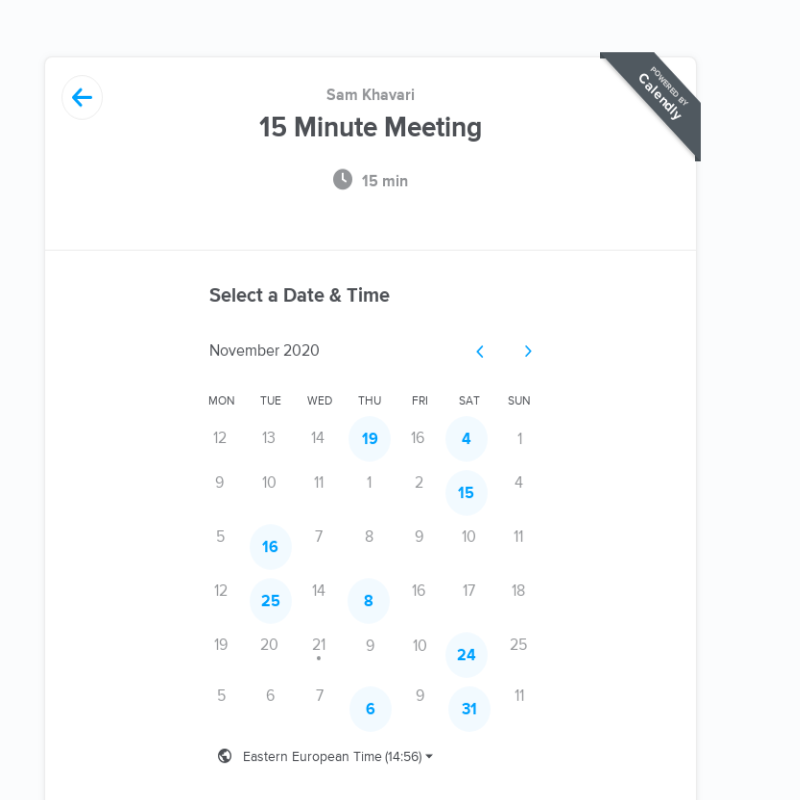 POWERED BY
Calendly
Sam Khavari
15 Minute Meeting
15 min
Select a Date & Time
November 2020
MON TUE WED THU FRI SAT SUN
12 13 14 19 16 4 1
9 10 11 1 2 15 4
5 16 7 8 9 10 11
12 25 14 8 16 17 18
19 20 21 9 10 24 25
5 6 7 6 9 31 11
Eastern European Time (14:56)